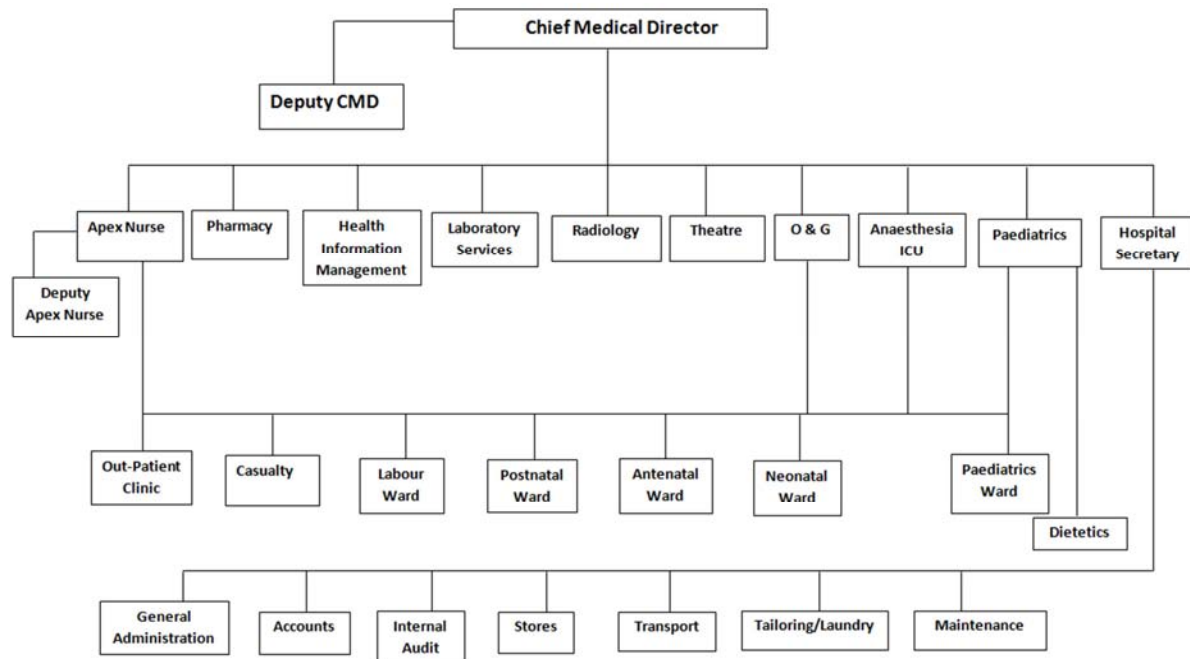 Chief Medical Director
Deputy CMD
Apex Nurse
Pharmacy
Health
Information
Management
Laboratory
Services
Radiology
Theatre
O & G
Anaesthesia
ICU
Paediatrics
Hospital
Secretary
Deputy
Apex Nurse
Out-Patient
Clinic
Casualty
Labour
Ward
Postnatal
Ward
Antenatal
Ward
Neonatal
Ward
Paediatrics
Ward
Dietetics
General
Administration
Accounts
Internal
Audit
Stores
Transport
Tailoring/Laundry
Maintenance